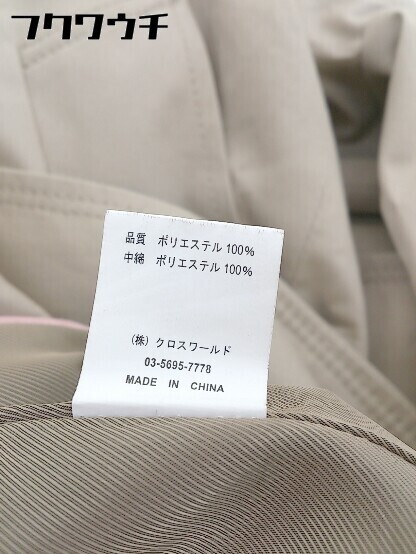 フクワウチ
品質 ポリエステル 100%
中綿 ポリエステル 100%
(株) クロスワールド
03-5695-7778
MADE IN CHINA